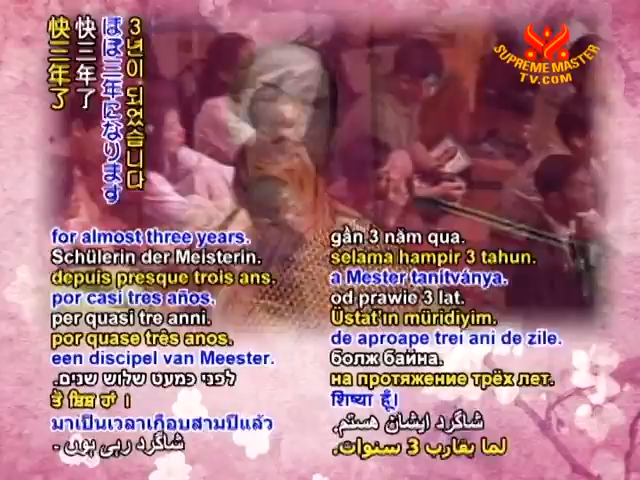 快三年了
快三年了
ほぼ三年になります
3년이 되었습니다
SUPREME MASTER
TV.COM
for almost three years.
Schülerin der Meisterin.
depuis presque trois ans.
por casi tres años.
per quasi tre anni.
por quase três anos.
een discipel van Meester.
לפני כמעט שלוש שנים.
ਦੇ ਸ਼ਿਸ਼ ਹਾਂ ।
มาเป็นเวลาเกือบสามปีแล้ว
شاگرد رہی ہوں -
gần 3 năm qua.
selama hampir 3 tahun.
a Mester tanítványa.
od prawie 3 lat.
Üstat'ın müridiyim.
de aproape trei ani de zile.
болж байна.
на протяжение трёх лет.
शिष्या हूँ।
شاگرد ایشان هستم.
لما يقارب 3 سنوات.